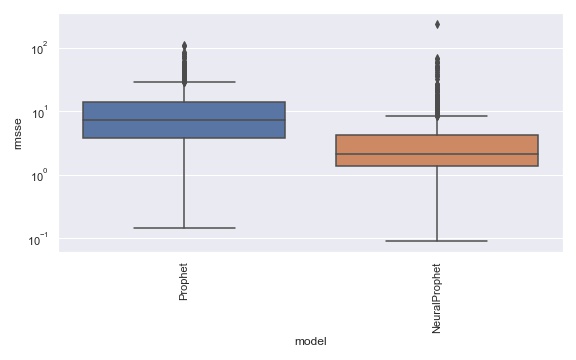 rmsse
10²
10¹
10⁰
10⁻¹
Prophet
NeuralProphet
model